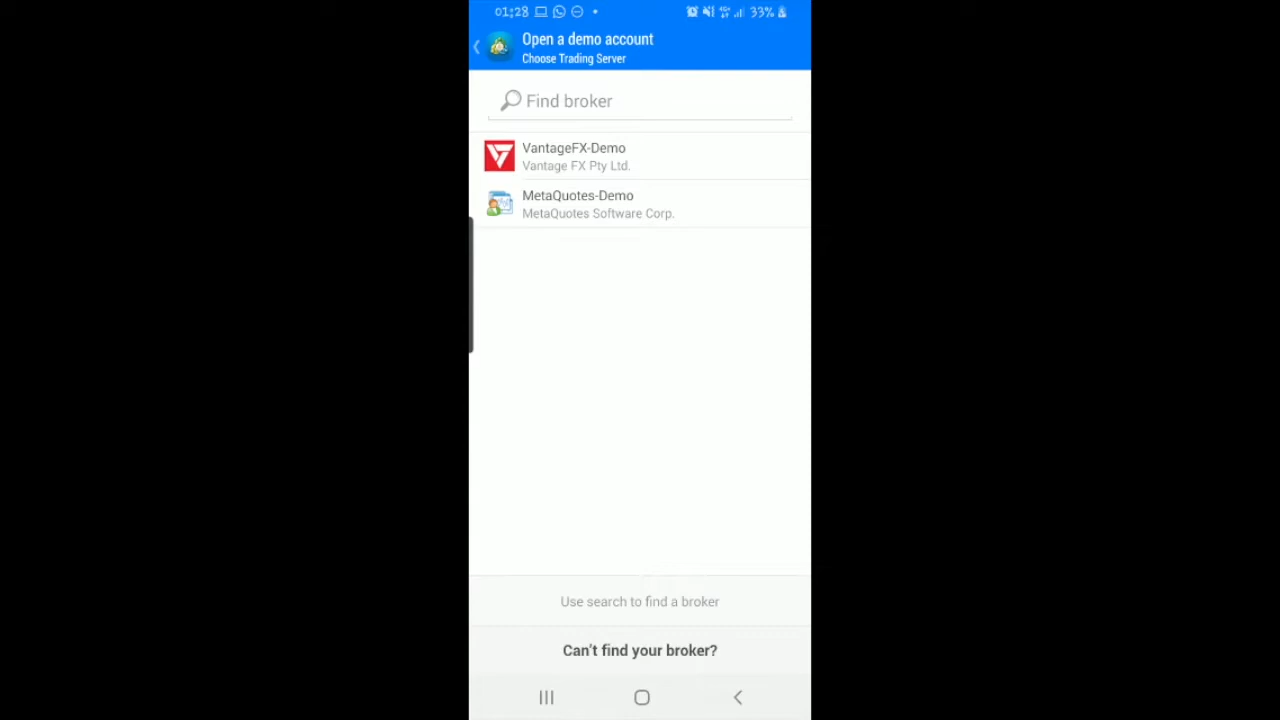 01:28 33%
Open a demo account
Choose Trading Server
Find broker
VantageFX-Demo
Vantage FX Pty Ltd.
MetaQuotes-Demo
MetaQuotes Software Corp.
Use search to find a broker
Can't find your broker?